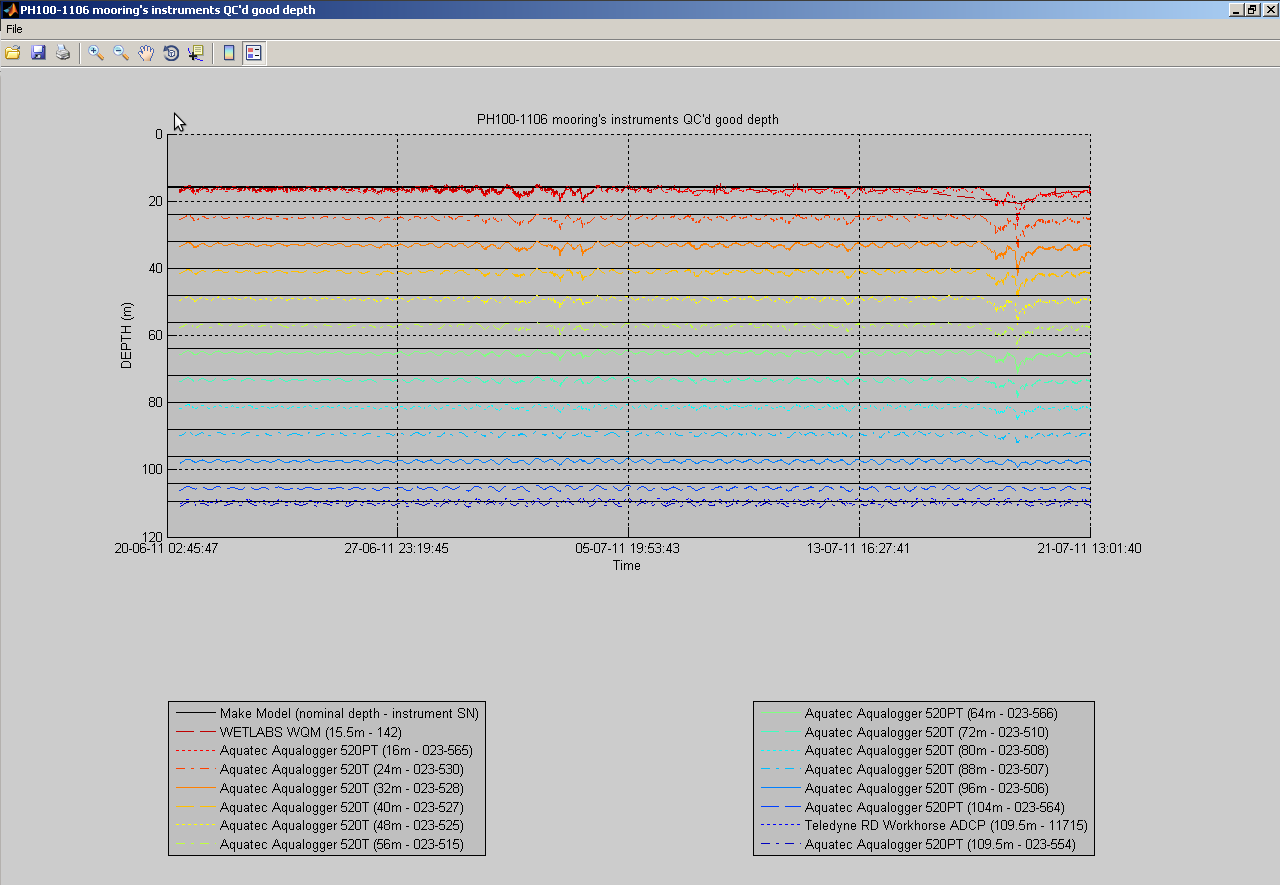 PH100-1106 mooring's instruments QC'd good depth
File
PH100-1106 mooring's instruments QC'd good depth
0
20
40
60
80
100
120
DEPTH (m)
20-06-11 02:45:47
27-06-11 23:19:45
05-07-11 19:53:43
13-07-11 16:27:41
21-07-11 13:01:40
Time
Make Model (nominal depth - instrument SN)
WETLABS WQM (15.5m - 142)
Aquatec Aqualogger 520PT (16m - 023-565)
Aquatec Aqualogger 520T (24m - 023-530)
Aquatec Aqualogger 520T (32m - 023-528)
Aquatec Aqualogger 520T (40m - 023-527)
Aquatec Aqualogger 520T (48m - 023-525)
Aquatec Aqualogger 520T (56m - 023-515)
Aquatec Aqualogger 520PT (64m - 023-566)
Aquatec Aqualogger 520T (72m - 023-510)
Aquatec Aqualogger 520T (80m - 023-508)
Aquatec Aqualogger 520T (88m - 023-507)
Aquatec Aqualogger 520T (96m - 023-506)
Aquatec Aqualogger 520PT (104m - 023-564)
Teledyne RD Workhorse ADCP (109.5m - 11715)
Aquatec Aqualogger 520PT (109.5m - 023-554)